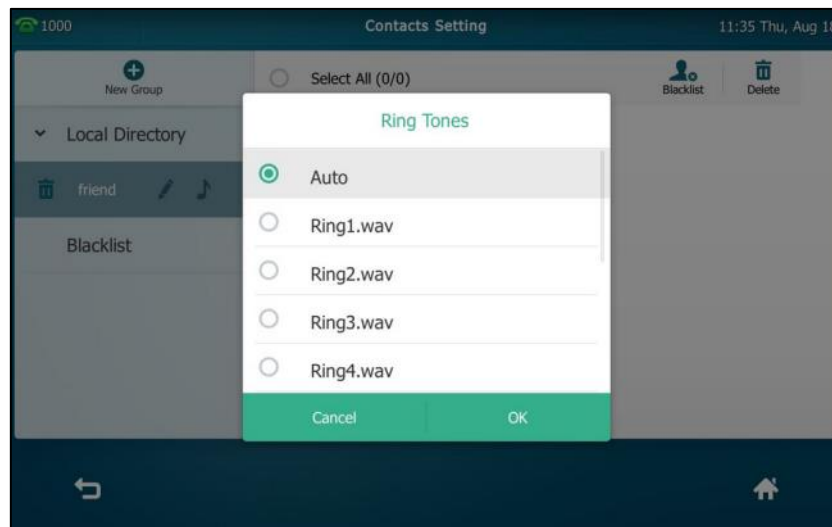 1000 Contacts Setting 11:35 Thu, Aug 18
New Group
Select All (0/0)
Blacklist Delete
Local Directory
friend
Blacklist
Ring Tones
Auto
Ring1.wav
Ring2.wav
Ring3.wav
Ring4.wav
Cancel OK